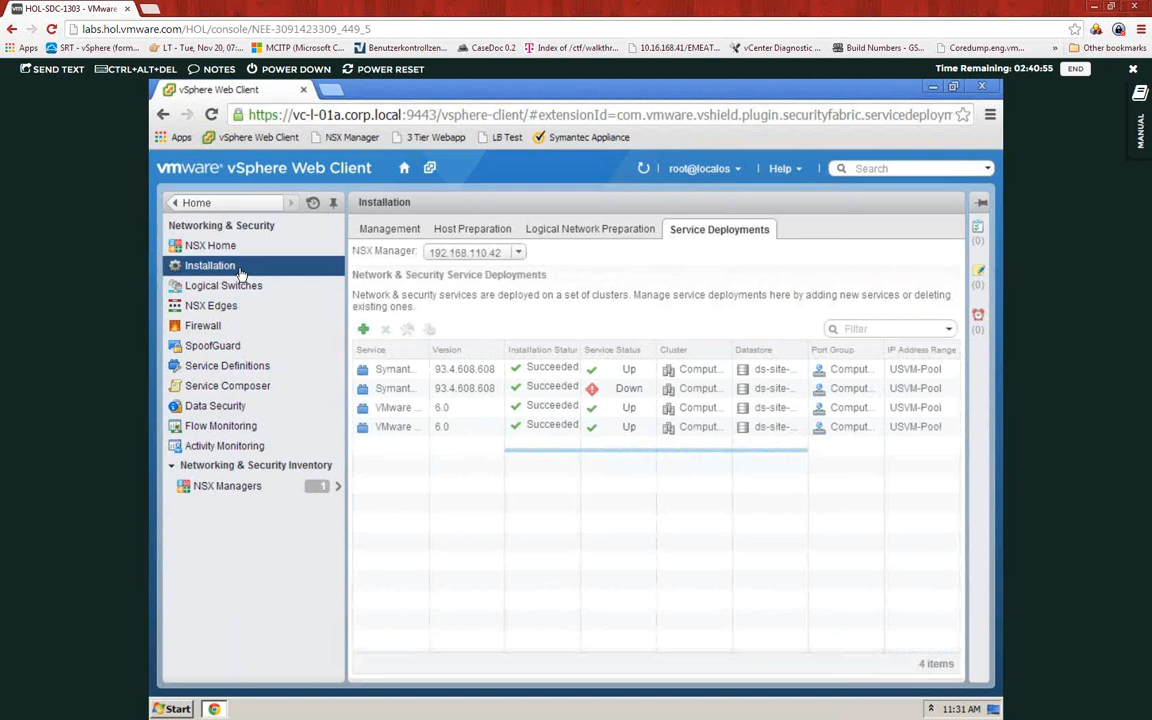 HOL-SDC-1303 - VMware
labs.hol.vmware.com/HOL/console/NEE-3091423309_449_5
Apps SRT - vSphere (form... LT - Tue, Nov 20, 07:... MCITP (Microsoft C... Benutzerkontrollzen... CaseDoc 0.2 Index of /ctf/walkthr... 10.16.168.41/EMEAT... vCenter Diagnostic ... Build Numbers - GS... Coredump.eng.vm... » Other bookmarks
SEND TEXT CTRL+ALT+DEL NOTES POWER DOWN POWER RESET Time Remaining: 02:40:55 END
MANUAL
vSphere Web Client
https://vc-l-01a.corp.local:9443/vsphere-client/#extensionId=com.vmware.vshield.plugin.securityfabric.servicedeploym
Apps vSphere Web Client NSX Manager 3 Tier Webapp LB Test Symantec Appliance
vmware® vSphere Web Client root@localos Help Search
Home
Networking & Security
NSX Home
Installation
Logical Switches
NSX Edges
Firewall
SpoofGuard
Service Definitions
Service Composer
Data Security
Flow Monitoring
Activity Monitoring
Networking & Security Inventory
NSX Managers 1
Installation
Management Host Preparation Logical Network Preparation Service Deployments
NSX Manager: 192.168.110.42
Network & Security Service Deployments
Network & security services are deployed on a set of clusters. Manage service deployments here by adding new services or deleting
existing ones.
Filter
Service Version Installation Status Service Status Cluster Datastore Port Group IP Address Range
Symant... 93.4.608.608 Succeeded Up Comput... ds-site-... Comput... USVM-Pool
Symant... 93.4.608.608 Succeeded Down Comput... ds-site-... Comput... USVM-Pool
VMware ... 6.0 Succeeded Up Comput... ds-site-... Comput... USVM-Pool
VMware ... 6.0 Succeeded Up Comput... ds-site-... Comput... USVM-Pool
4 items
(0)
(0)
(0)
Start 11:31 AM